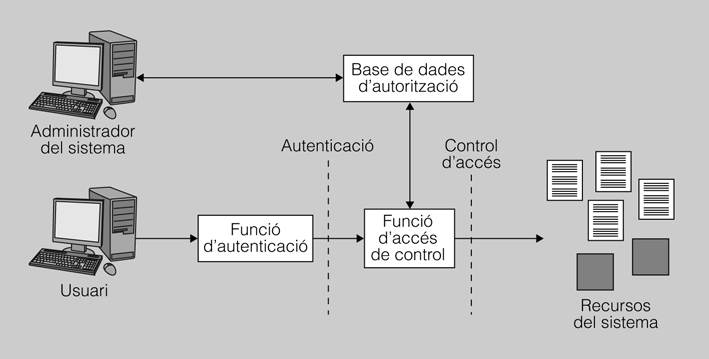 Base de dades
d'autorització
Administrador
del sistema
Autenticació
Control
d'accés
Funció
d'autenticació
Funció
d'accés
de control
Usuari
Recursos
del sistema